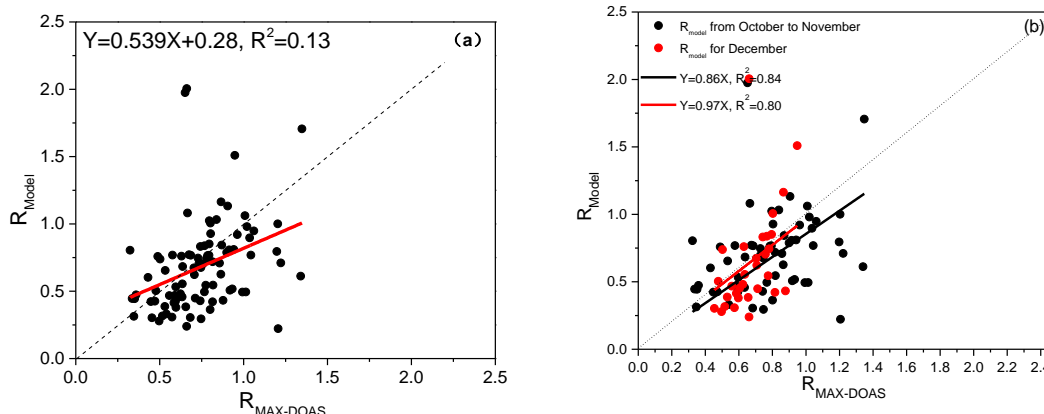 Y=0.539X+0.28, R²=0.13
(a)
2.5
2.0
1.5
1.0
0.5
0.0
R_Model
0.0 0.5 1.0 1.5 2.0 2.5
R_MAX-DOAS
(b)
R_model from October to November
R_model for December
Y=0.86X, R²=0.84
Y=0.97X, R²=0.80
2.5
2.0
1.5
1.0
0.5
0.0
R_Model
0.0 0.2 0.4 0.6 0.8 1.0 1.2 1.4 1.6 1.8 2.0 2.2 2.4
R_MAX-DOAS